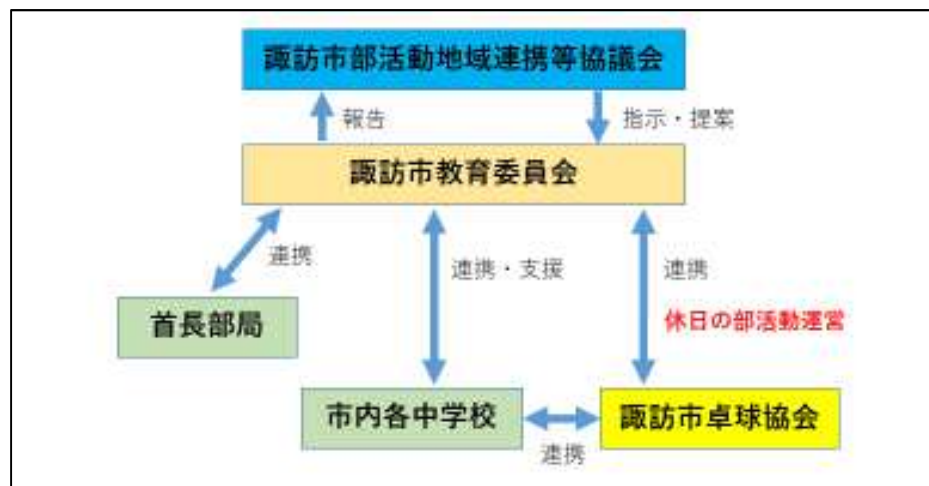 諏訪市部活動地域連携等協議会
報告
指示・提案
諏訪市教育委員会
連携
連携・支援
連携
首長部局
休日の部活動運営
市内各中学校
諏訪市卓球協会
連携